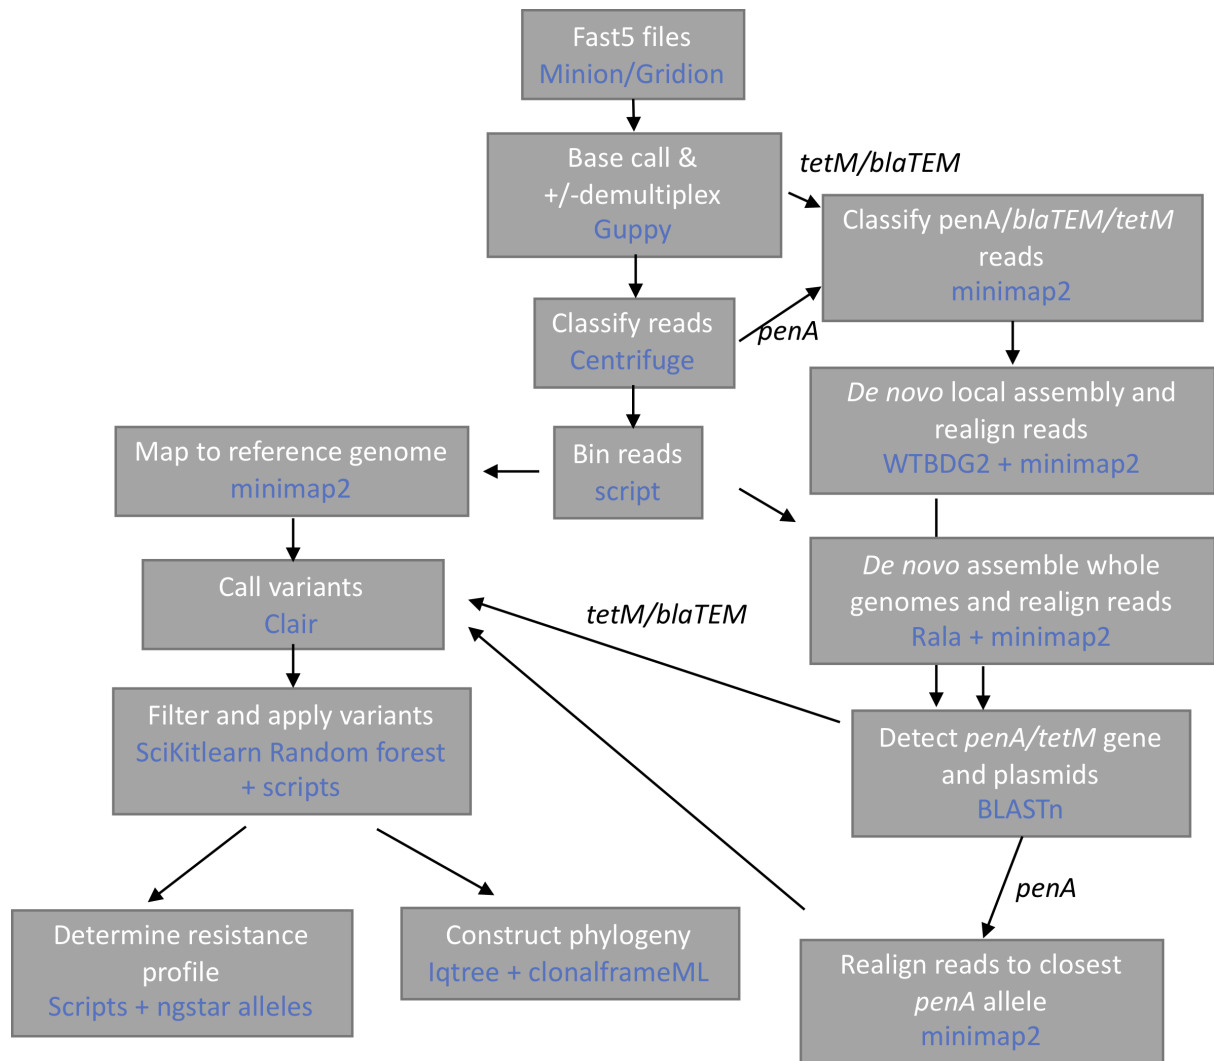 Fast5 files
Minion/Gridion
Base call &
+/-demultiplex
Guppy
tetM/blaTEM
Classify penA/blaTEM/tetM
reads
minimap2
Classify reads
Centrifuge
penA
De novo local assembly and
realign reads
WTBDG2 + minimap2
Bin reads
script
Map to reference genome
minimap2
De novo assemble whole
genomes and realign reads
Rala + minimap2
Call variants
Clair
tetM/blaTEM
Filter and apply variants
SciKitlearn Random forest
+ scripts
Detect penA/tetM gene
and plasmids
BLASTn
penA
Determine resistance
profile
Scripts + ngstar alleles
Construct phylogeny
Iqtree + clonalframeML
Realign reads to closest
penA allele
minimap2